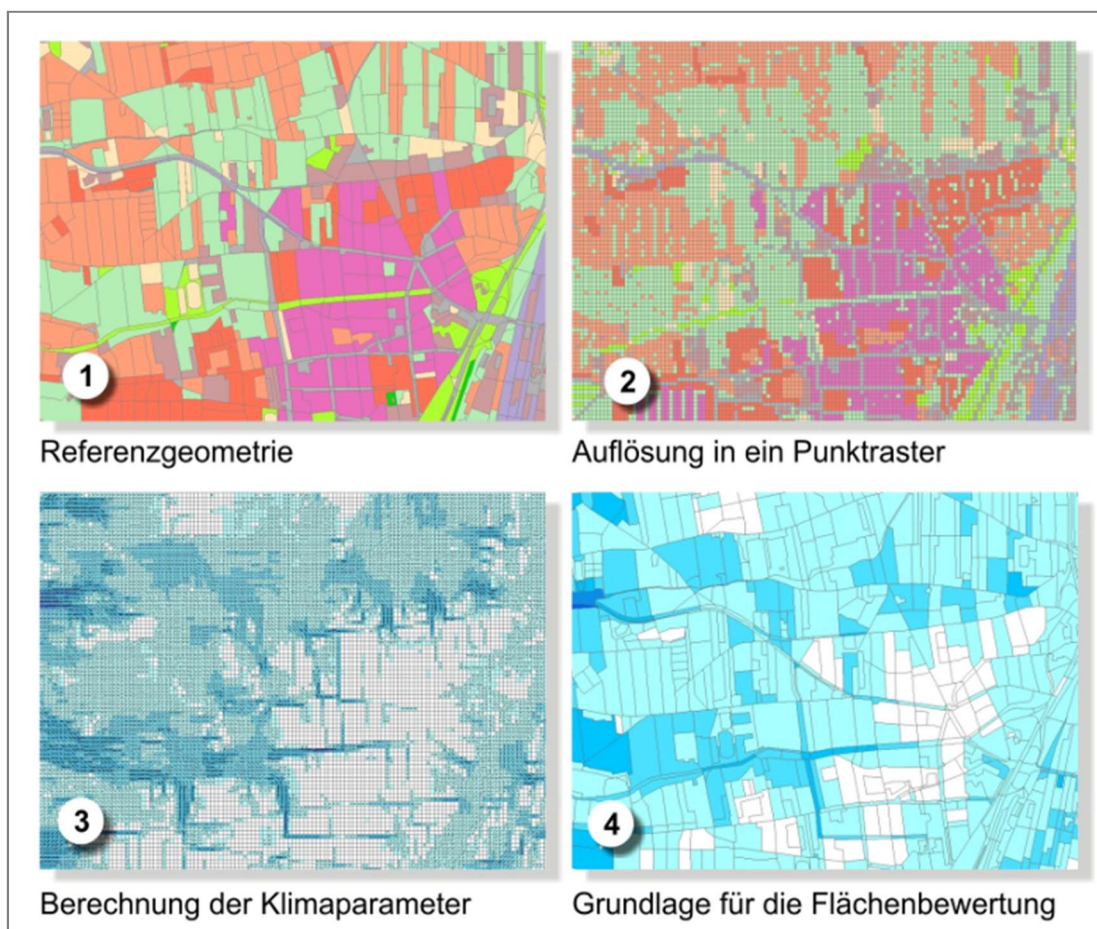 1
Referenzgeometrie
2
Auflösung in ein Punktraster
3
Berechnung der Klimaparameter
4
Grundlage für die Flächenbewertung